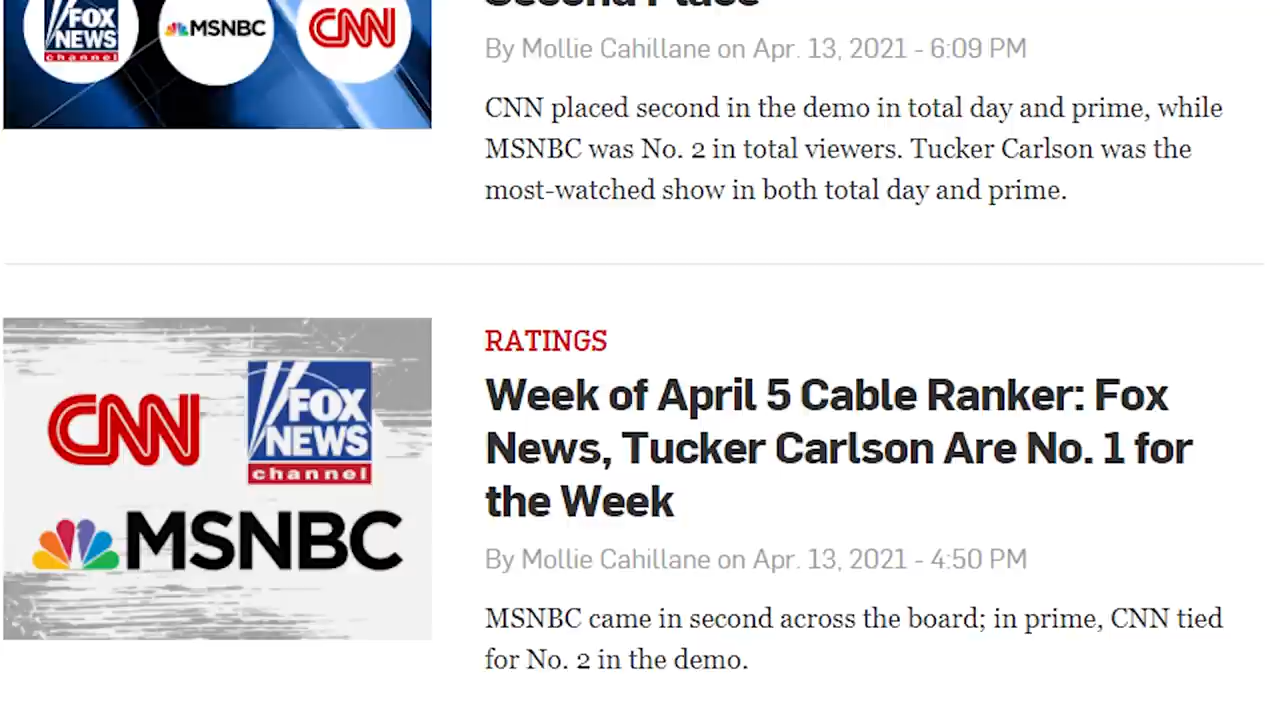 FOX
NEWS
channel
MSNBC
CNN
Second Place
By Mollie Cahillane on Apr. 13, 2021 - 6:09 PM
CNN placed second in the demo in total day and prime, while
MSNBC was No. 2 in total viewers. Tucker Carlson was the
most-watched show in both total day and prime.
CNN
FOX
NEWS
channel
MSNBC
RATINGS
Week of April 5 Cable Ranker: Fox
News, Tucker Carlson Are No. 1 for
the Week
By Mollie Cahillane on Apr. 13, 2021 - 4:50 PM
MSNBC came in second across the board; in prime, CNN tied
for No. 2 in the demo.